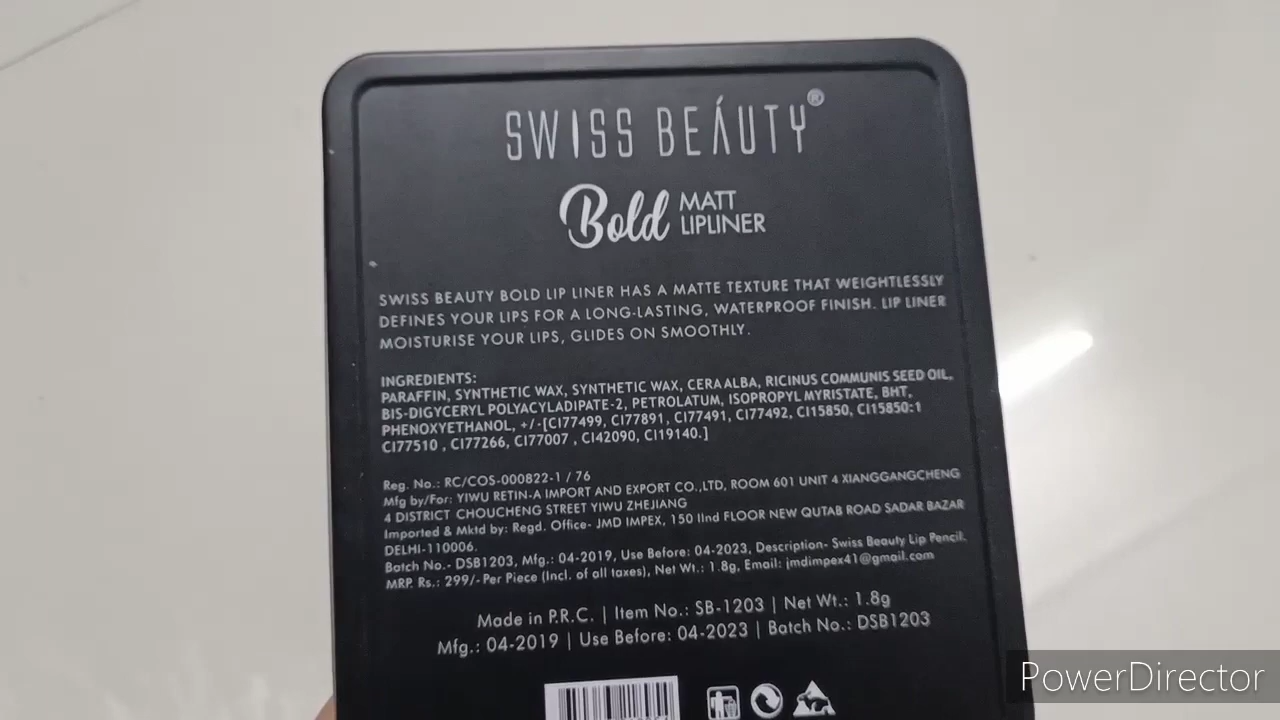 SWISS BEÁUTY®
Bold MATT
LIPLINER
SWISS BEAUTY BOLD LIP LINER HAS A MATTE TEXTURE THAT WEIGHTLESSLY
DEFINES YOUR LIPS FOR A LONG-LASTING, WATERPROOF FINISH. LIP LINER
MOISTURISE YOUR LIPS, GLIDES ON SMOOTHLY.
INGREDIENTS:
PARAFFIN, SYNTHETIC WAX, SYNTHETIC WAX, CERA ALBA, RICINUS COMMUNIS SEED OIL,
BIS-DIGYCERYL POLYACYLADIPATE-2, PETROLATUM, ISOPROPYL MYRISTATE, BHT,
PHENOXYETHANOL, +/-[CI77499, CI77891, CI77491, CI77492, CI15850, CI15850:1
CI77510 , CI77266, CI77007 , CI42090, CI19140.]
Reg. No.: RC/COS-000822-1 / 76
Mfg by/For: YIWU RETIN-A IMPORT AND EXPORT CO.,LTD, ROOM 601 UNIT 4 XIANGGANGCHENG
4 DISTRICT CHOUCHENG STREET YIWU ZHEJIANG
Imported & Mktd by: Regd. Office- JMD IMPEX, 150 IInd FLOOR NEW QUTAB ROAD SADAR BAZAR
DELHI-110006.
Batch No.- DSB1203, Mfg.: 04-2019, Use Before: 04-2023, Description- Swiss Beauty Lip Pencil.
MRP. Rs.: 299/- Per Piece (Incl. of all taxes), Net Wt.: 1.8g. Email: jmdimpex41@gmail.com
Made in P.R.C. | Item No.: SB-1203 | Net Wt.: 1.8g
Mfg.: 04-2019 | Use Before: 04-2023 | Batch No.: DSB1203
PowerDirector